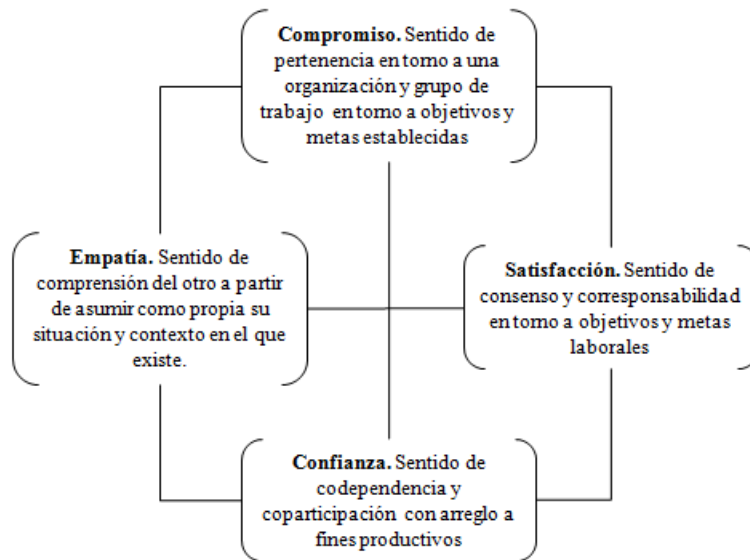 Compromiso. Sentido de
pertenencia en torno a una
organización y grupo de
trabajo en torno a objetivos y
metas establecidas
Empatía. Sentido de
comprensión del otro a partir
de asumir como propia su
situación y contexto en el que
existe.
Satisfacción. Sentido de
consenso y corresponsabilidad
en torno a objetivos y metas
laborales
Confianza. Sentido de
codependencia y
coparticipación con arreglo a
fines productivos